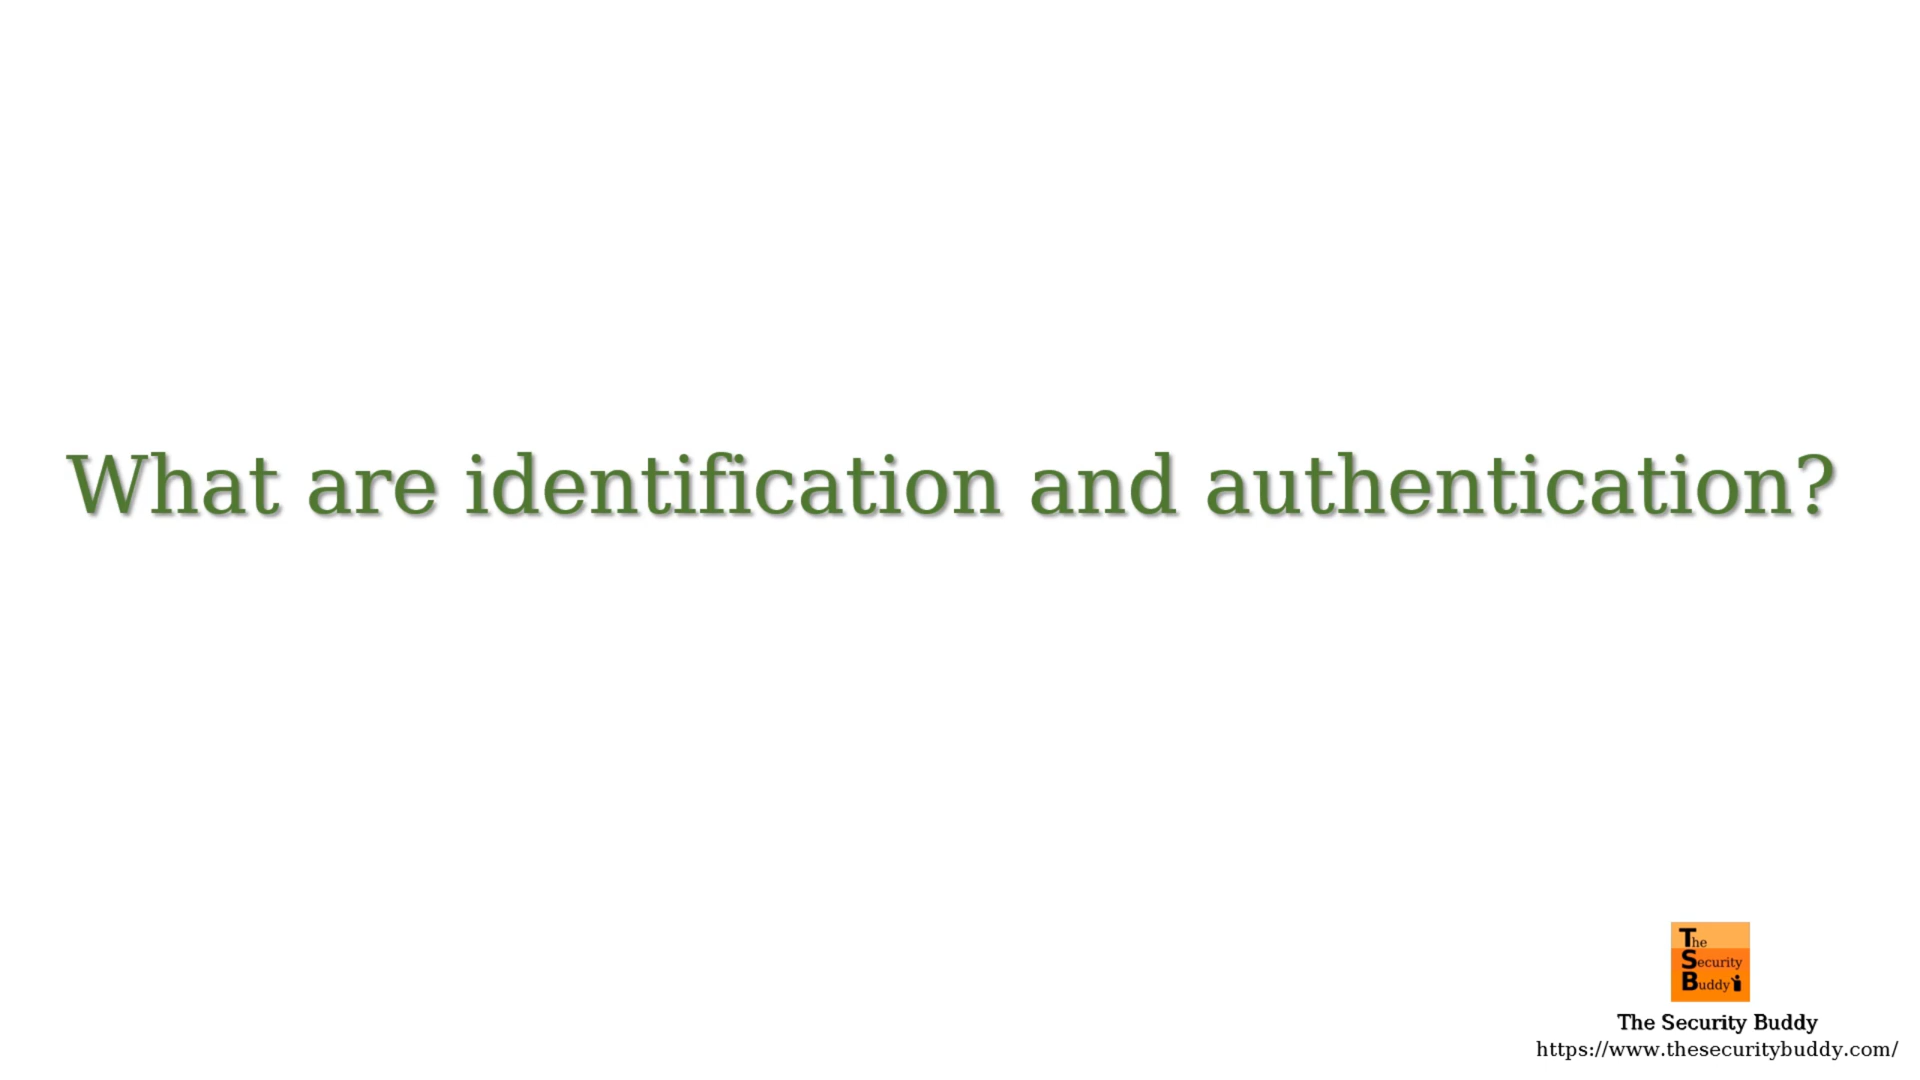 What are identification and authentication?
The
Security
Buddy
The Security Buddy
https://www.thesecuritybuddy.com/